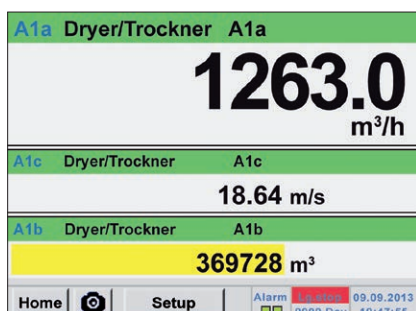 A1a Dryer/Trockner A1a
1263.0
m³/h
A1c Dryer/Trockner A1c
18.64 m/s
A1b Dryer/Trockner A1b
369728 m³
Home Setup Alarm 09.09.2013